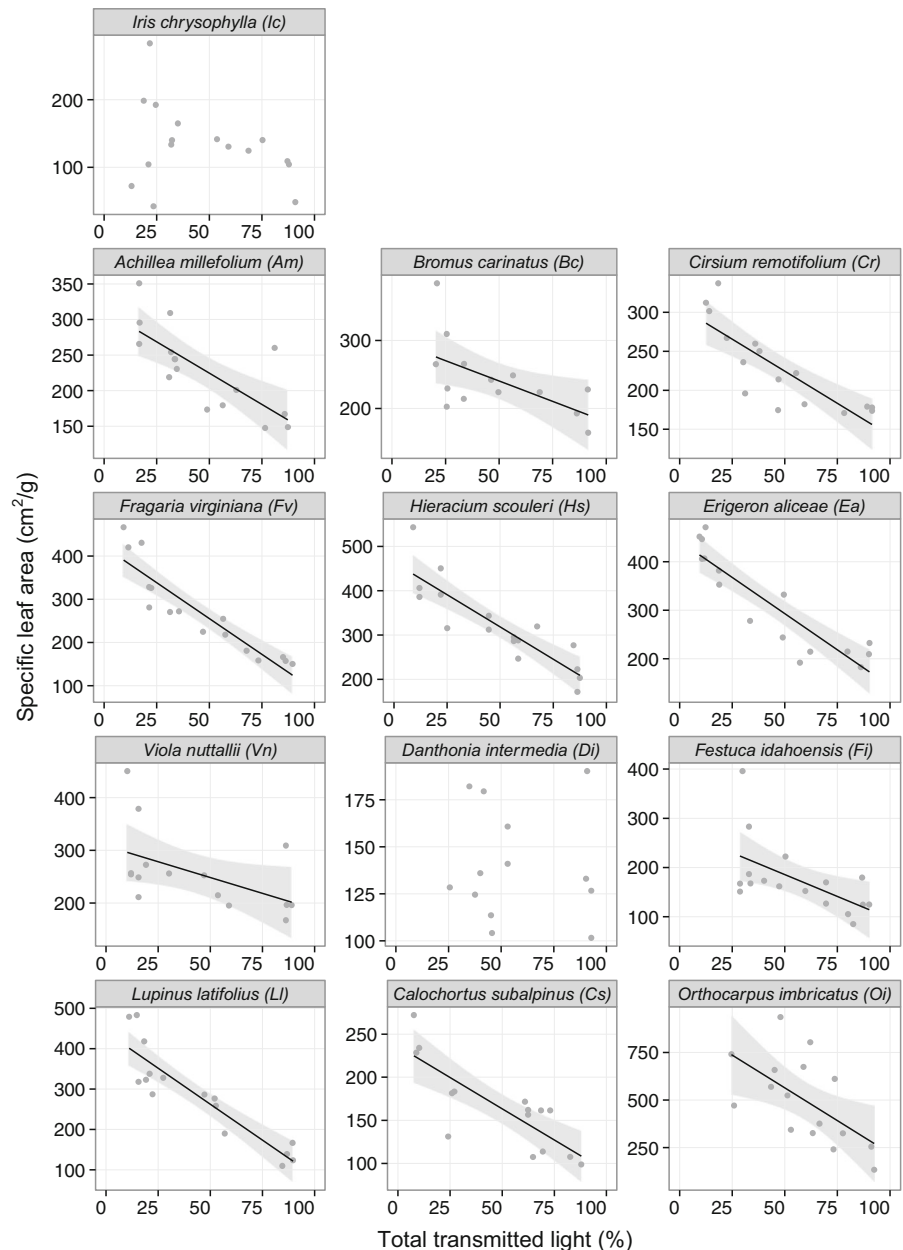 Iris chrysophylla (Ic)
200
100
0 25 50 75 100
Achillea millefolium (Am)
350
300
250
200
150
0 25 50 75 100
Bromus carinatus (Bc)
300
200
0 25 50 75 100
Cirsium remotifolium (Cr)
300
250
200
150
0 25 50 75 100
Fragaria virginiana (Fv)
400
300
200
100
0 25 50 75 100
Hieracium scouleri (Hs)
500
400
300
200
0 25 50 75 100
Erigeron aliceae (Ea)
400
300
200
0 25 50 75 100
Viola nuttallii (Vn)
400
300
200
0 25 50 75 100
Danthonia intermedia (Di)
175
150
125
100
0 25 50 75 100
Festuca idahoensis (Fi)
400
300
200
100
0 25 50 75 100
Lupinus latifolius (Ll)
500
400
300
200
100
0 25 50 75 100
Calochortus subalpinus (Cs)
250
200
150
100
0 25 50 75 100
Orthocarpus imbricatus (Oi)
750
500
250
0 25 50 75 100
Specific leaf area (cm²/g)
Total transmitted light (%)